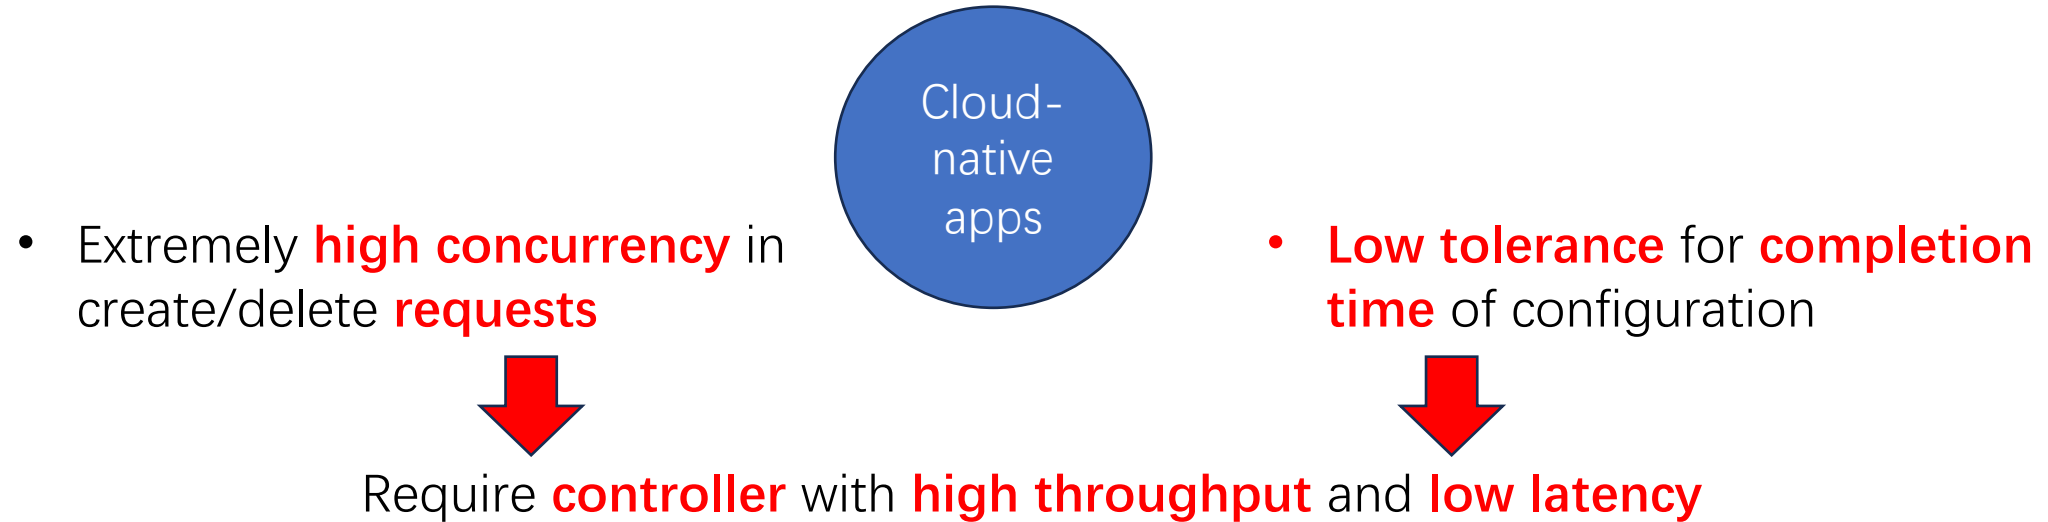 Cloud-
native
apps
• Extremely high concurrency in
create/delete requests
• Low tolerance for completion
time of configuration
Require controller with high throughput and low latency